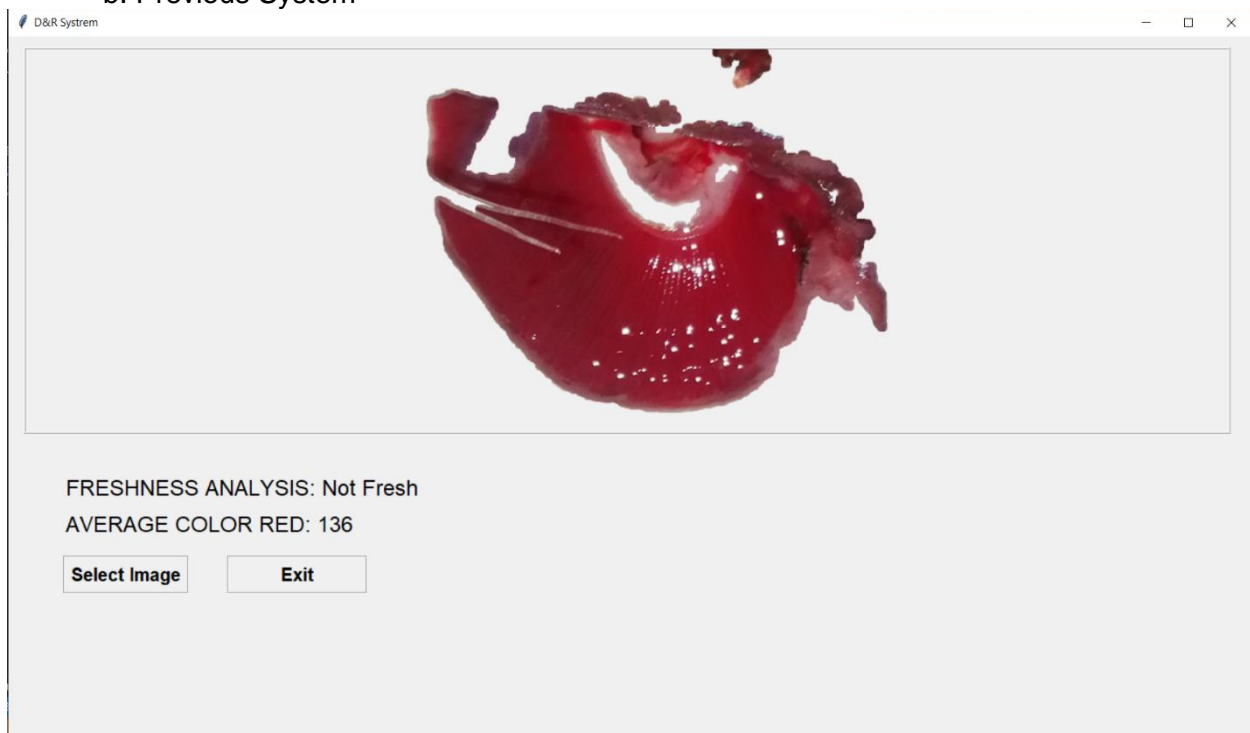 b. Previous System
D&R Systrem
FRESHNESS ANALYSIS: Not Fresh
AVERAGE COLOR RED: 136
Select Image Exit